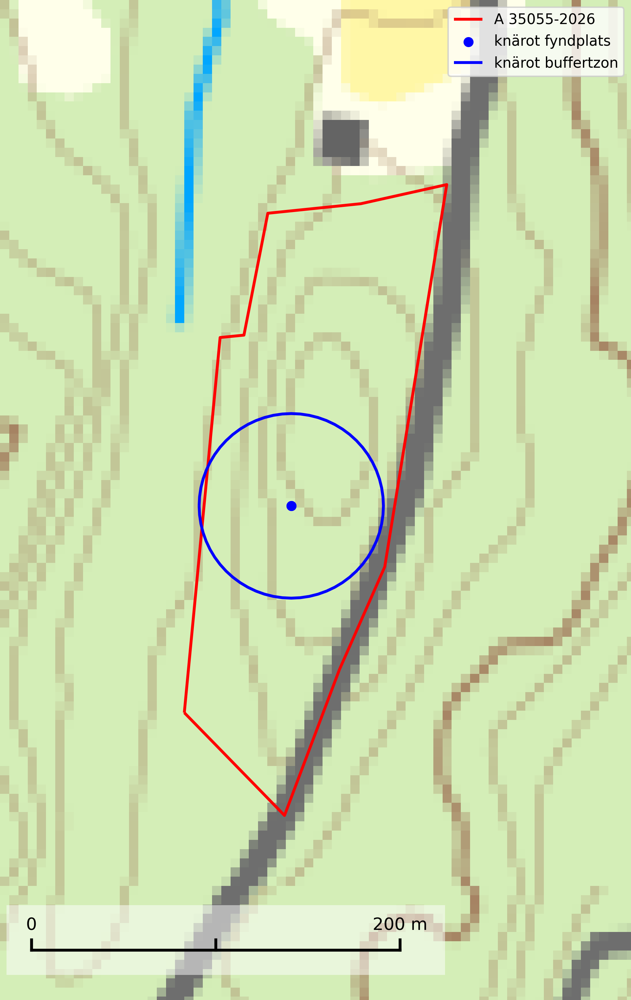 A 35055-2026
knärot fyndplats
knärot buffertzon
0 200 m